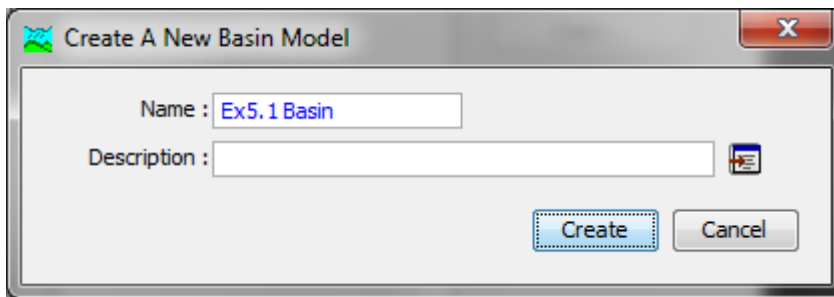 Create A New Basin Model
Name : Ex5.1 Basin
Description :
Create Cancel